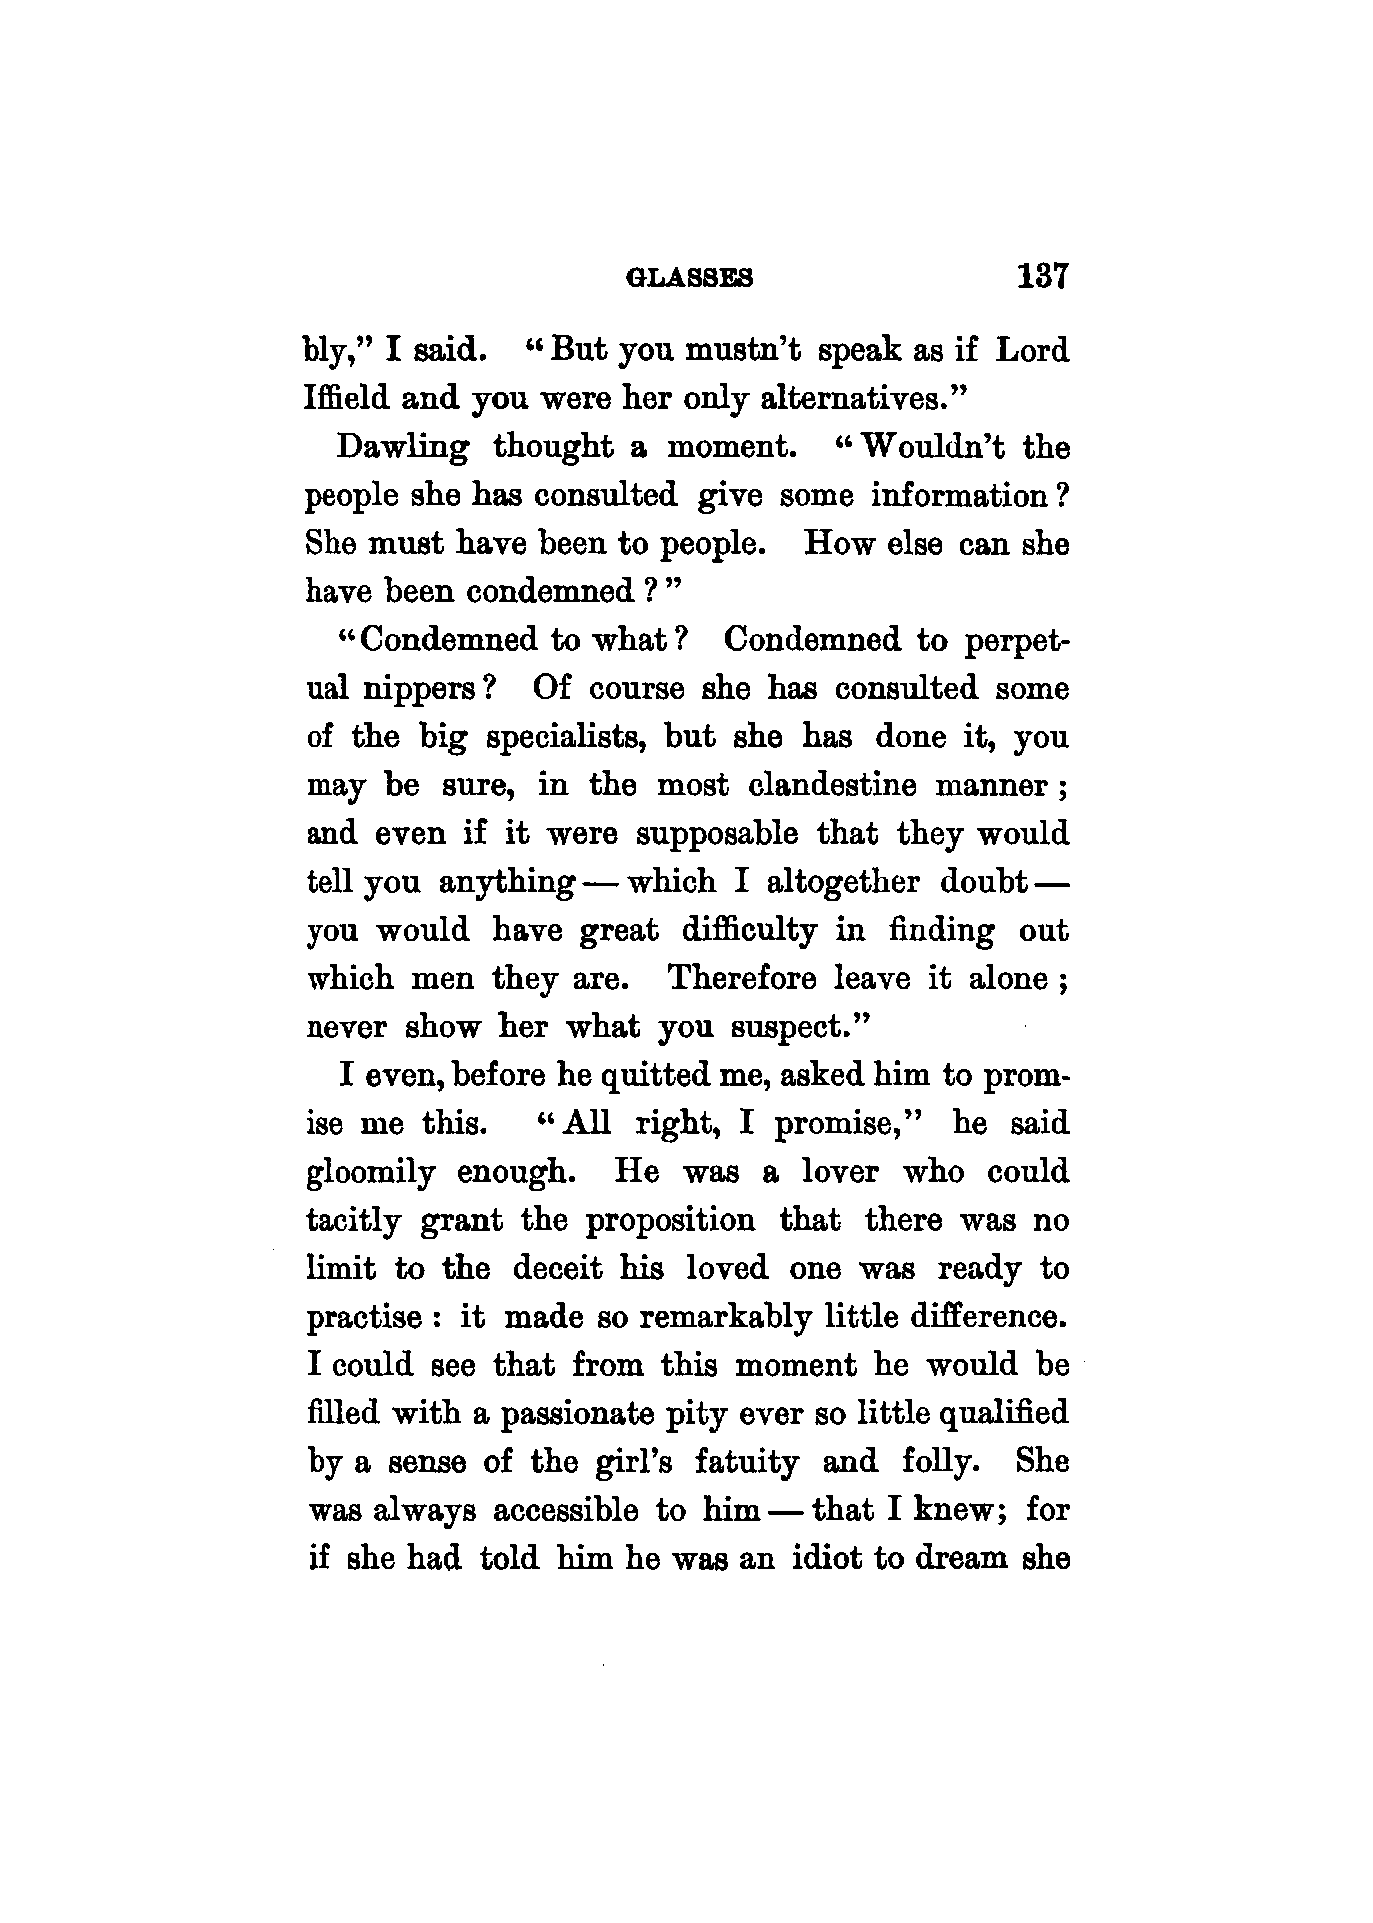 GLASSES 137
bly,” I said. “But you mustn’t speak as if Lord
Iffield and you were her only alternatives.”
Dawling thought a moment. “Wouldn’t the
people she has consulted give some information?
She must have been to people. How else can she
have been condemned?”
“Condemned to what? Condemned to perpet-
ual nippers? Of course she has consulted some
of the big specialists, but she has done it, you
may be sure, in the most clandestine manner;
and even if it were supposable that they would
tell you anything — which I altogether doubt —
you would have great difficulty in finding out
which men they are. Therefore leave it alone;
never show her what you suspect.”
I even, before he quitted me, asked him to prom-
ise me this. “All right, I promise,” he said
gloomily enough. He was a lover who could
tacitly grant the proposition that there was no
limit to the deceit his loved one was ready to
practise: it made so remarkably little difference.
I could see that from this moment he would be
filled with a passionate pity ever so little qualified
by a sense of the girl’s fatuity and folly. She
was always accessible to him — that I knew; for
if she had told him he was an idiot to dream she